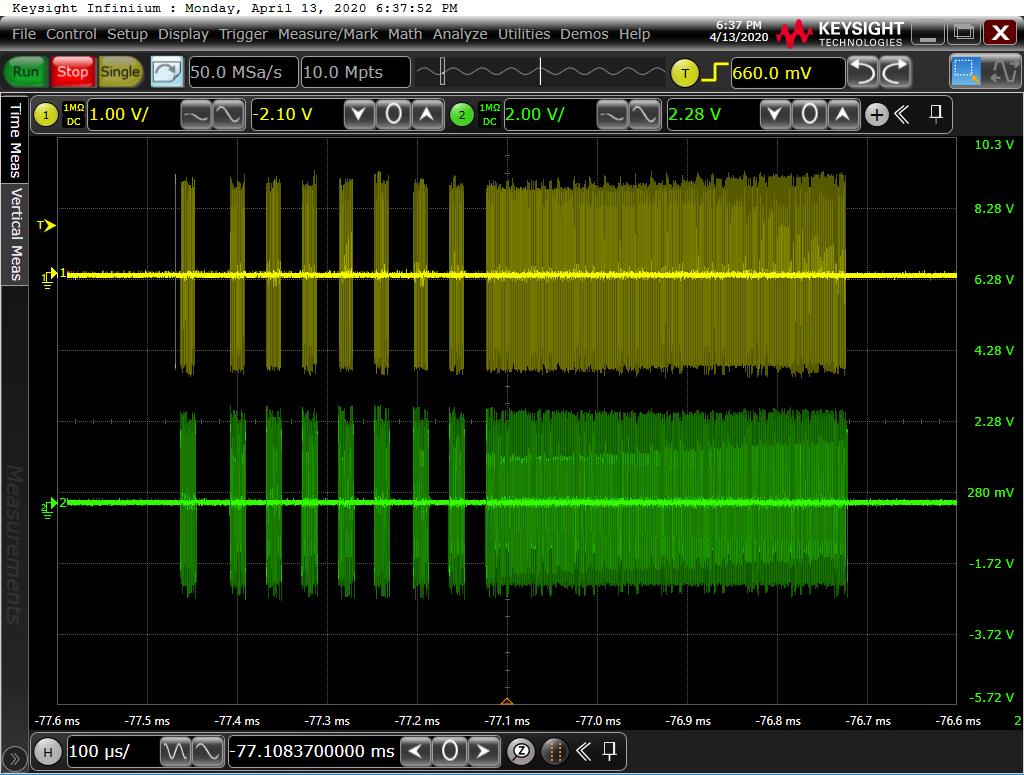 Keysight Infiniium : Monday, April 13, 2020 6:37:52 PM
File Control Setup Display Trigger Measure/Mark Math Analyze Utilities Demos Help
6:37 PM
4/13/2020
KEYSIGHT
TECHNOLOGIES
Run Stop Single 50.0 MSa/s 10.0 Mpts T 660.0 mV
1 1MΩ DC 1.00 V/ -2.10 V 0 2 1MΩ DC 2.00 V/ 2.28 V 0
Time Meas
Vertical Meas
Measurements
10.3 V
8.28 V
T
1 1
6.28 V
4.28 V
2.28 V
280 mV
2 2
-1.72 V
-3.72 V
-5.72 V
-77.6 ms -77.5 ms -77.4 ms -77.3 ms -77.2 ms -77.1 ms -77.0 ms -76.9 ms -76.8 ms -76.7 ms -76.6 ms 2
H 100 µs/ -77.1083700000 ms 0 Z